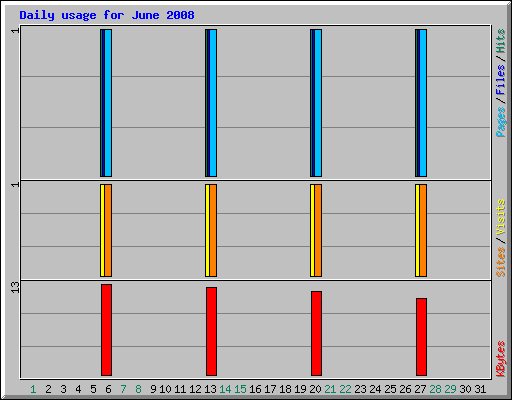 Daily usage for June 2008
1
1
13
Pages / Files / Hits
Sites / Visits
KBytes
1 2 3 4 5 6 7 8 9 10 11 12 13 14 15 16 17 18 19 20 21 22 23 24 25 26 27 28 29 30 31